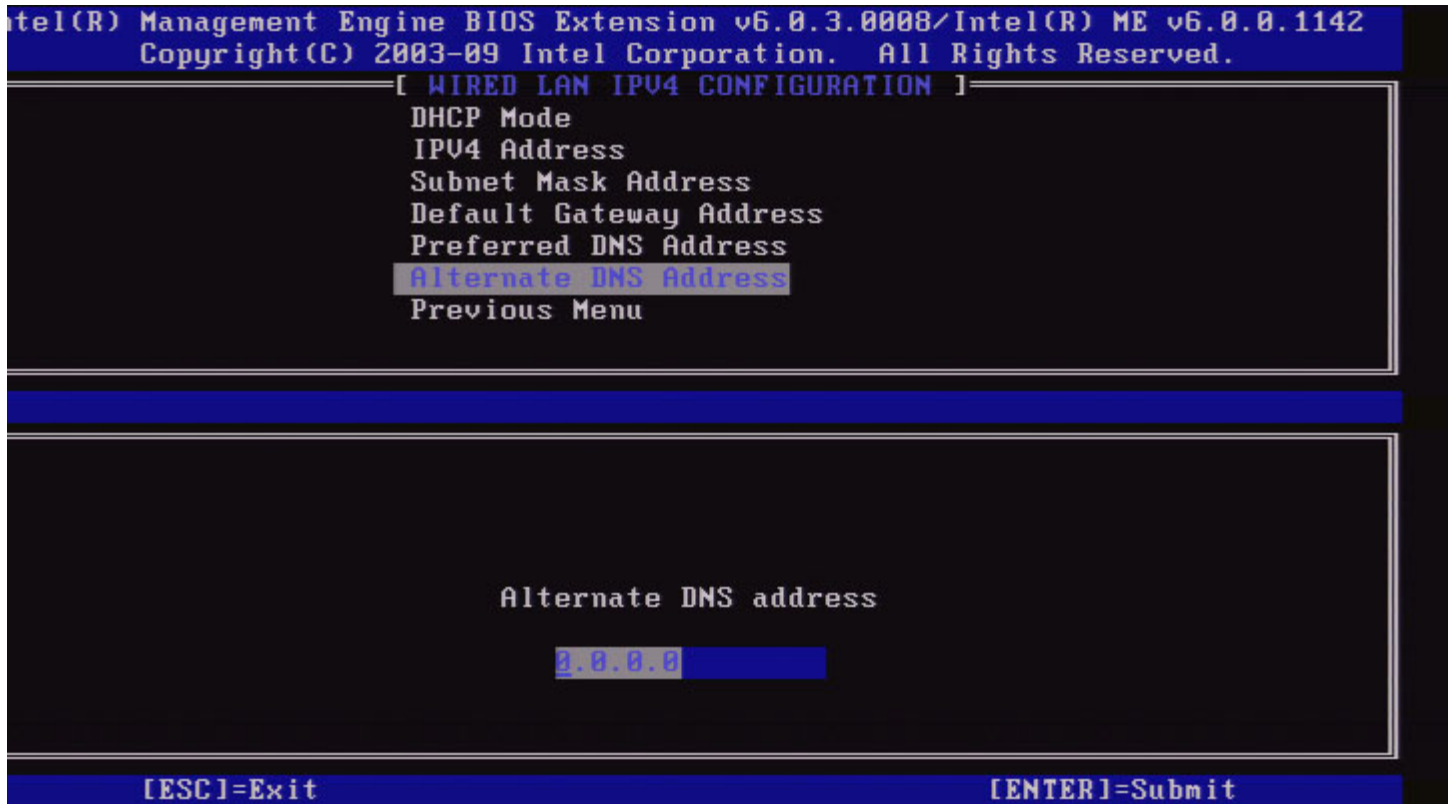 ntel(R) Management Engine BIOS Extension v6.0.3.0008/Intel(R) ME v6.0.0.1142
Copyright(C) 2003-09 Intel Corporation. All Rights Reserved.
[ WIRED LAN IPV4 CONFIGURATION ]
DHCP Mode
IPV4 Address
Subnet Mask Address
Default Gateway Address
Preferred DNS Address
Alternate DNS Address
Previous Menu
Alternate DNS address
0.0.0.0
[ESC]=Exit [ENTER]=Submit